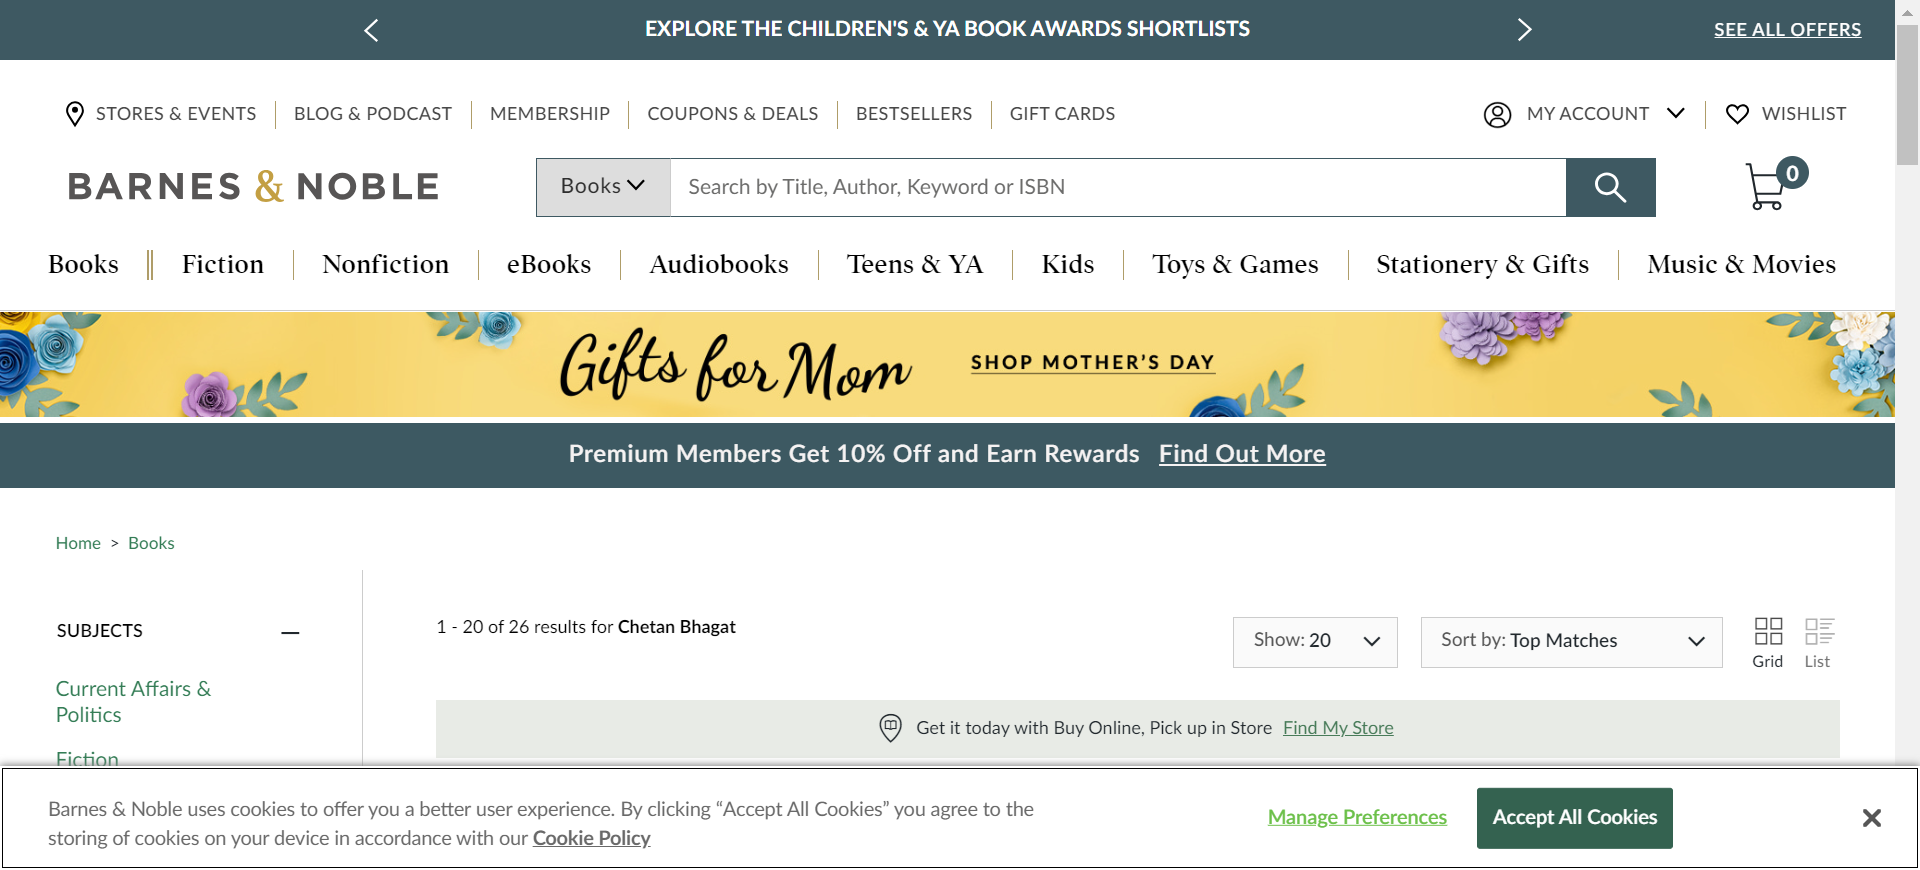 EXPLORE THE CHILDREN'S & YA BOOK AWARDS SHORTLISTS
SEE ALL OFFERS
STORES & EVENTS
BLOG & PODCAST
MEMBERSHIP
COUPONS & DEALS
BESTSELLERS
GIFT CARDS
MY ACCOUNT
WISHLIST
BARNES & NOBLE
Books
Search by Title, Author, Keyword or ISBN
0
Books
Fiction
Nonfiction
eBooks
Audiobooks
Teens & YA
Kids
Toys & Games
Stationery & Gifts
Music & Movies
Gifts for Mom
SHOP MOTHER'S DAY
Premium Members Get 10% Off and Earn Rewards Find Out More
Home > Books
SUBJECTS
Current Affairs &
Politics
Fiction
1 - 20 of 26 results for Chetan Bhagat
Show: 20
Sort by: Top Matches
Grid
List
Get it today with Buy Online, Pick up in Store Find My Store
Barnes & Noble uses cookies to offer you a better user experience. By clicking “Accept All Cookies” you agree to the
storing of cookies on your device in accordance with our Cookie Policy
Manage Preferences
Accept All Cookies